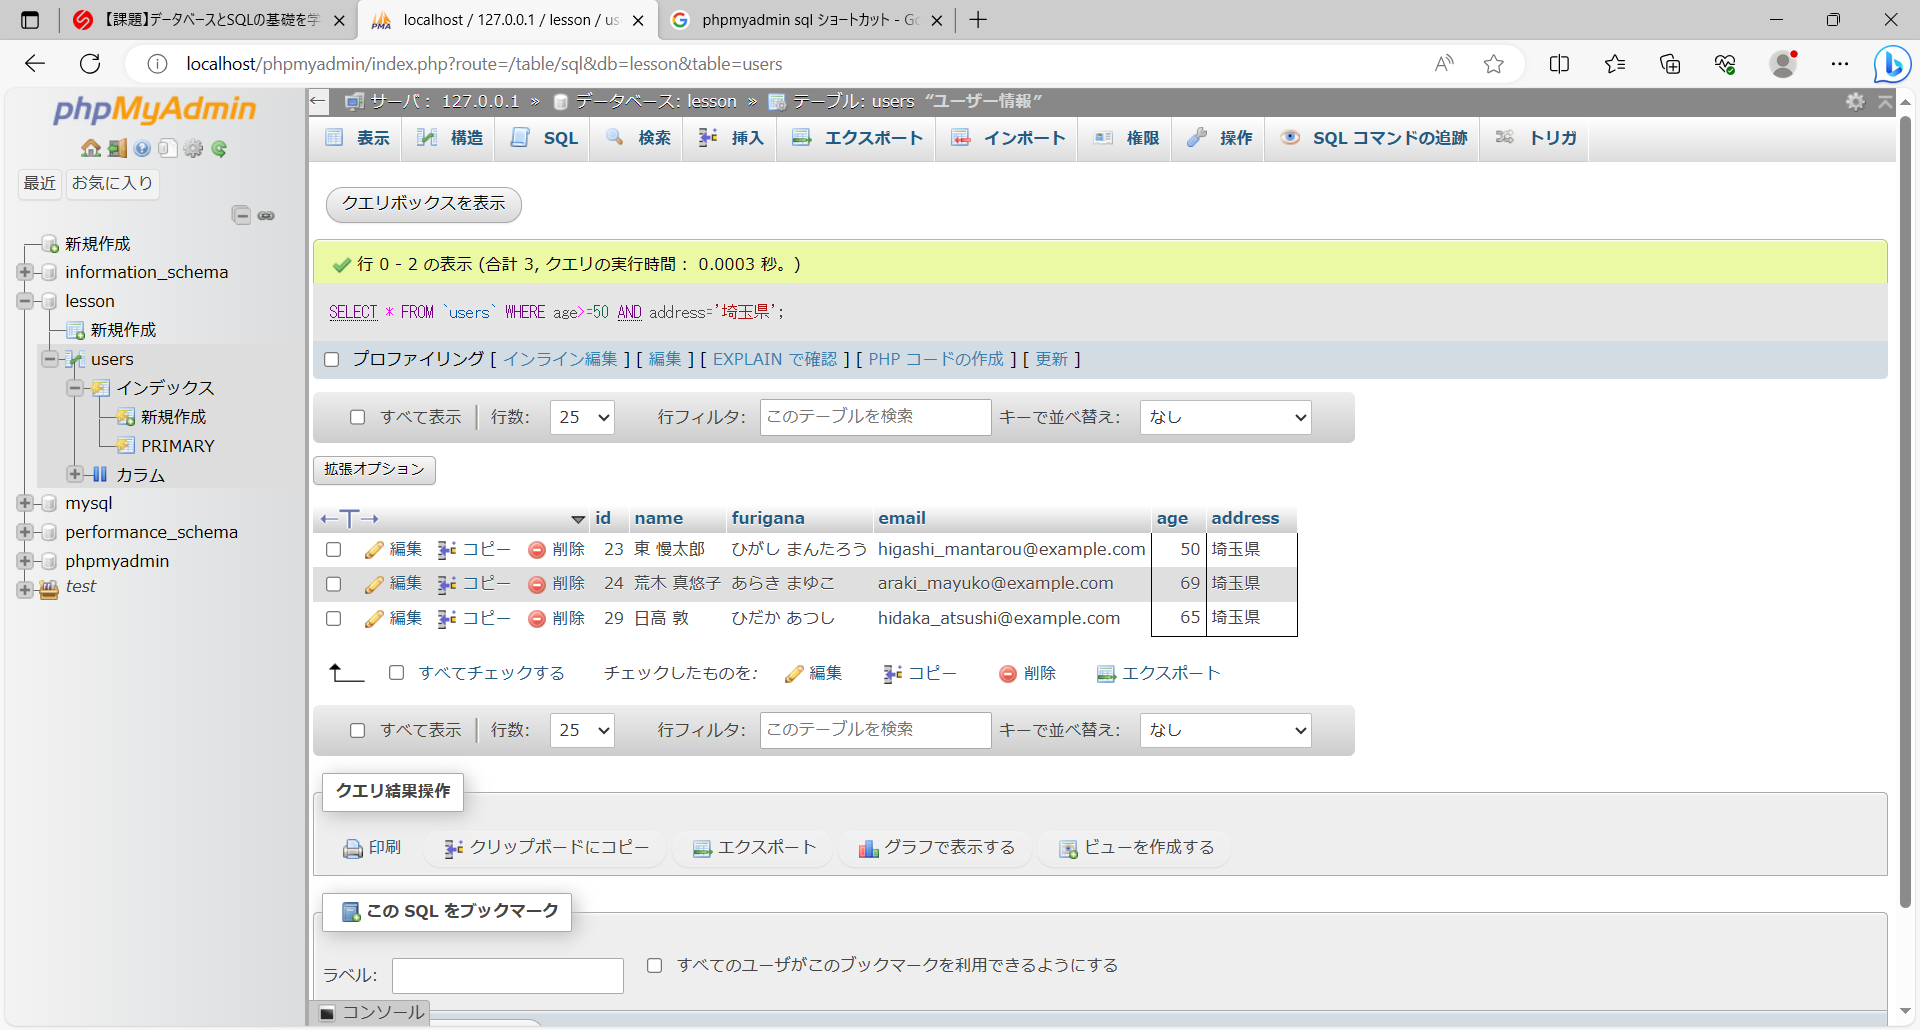 【課題】データベースとSQLの基礎を学
localhost / 127.0.0.1 / lesson / us
phpmyadmin sql ショートカット - Go
localhost/phpmyadmin/index.php?route=/table/sql&db=lesson&table=users
phpMyAdmin
最近 お気に入り
新規作成
information_schema
lesson
新規作成
users
インデックス
新規作成
PRIMARY
カラム
mysql
performance_schema
phpmyadmin
test
サーバ: 127.0.0.1 » データベース: lesson » テーブル: users “ユーザー情報”
表示 構造 SQL 検索 挿入 エクスポート インポート 権限 操作 SQL コマンドの追跡 トリガ
クエリボックスを表示
行 0 - 2 の表示 (合計 3, クエリの実行時間: 0.0003 秒。)
SELECT * FROM `users` WHERE age>=50 AND address='埼玉県';
プロファイリング [ インライン編集 ] [ 編集 ] [ EXPLAIN で確認 ] [ PHP コードの作成 ] [ 更新 ]
すべて表示 行数: 25 行フィルタ: このテーブルを検索 キーで並べ替え: なし
拡張オプション
←T→ id name furigana email age address
編集 コピー 削除 23 東 慢太郎 ひがし まんたろう higashi_mantarou@example.com 50 埼玉県
編集 コピー 削除 24 荒木 真悠子 あらき まゆこ araki_mayuko@example.com 69 埼玉県
編集 コピー 削除 29 日高 敦 ひだか あつし hidaka_atsushi@example.com 65 埼玉県
すべてチェックする チェックしたものを: 編集 コピー 削除 エクスポート
すべて表示 行数: 25 行フィルタ: このテーブルを検索 キーで並べ替え: なし
クエリ結果操作
印刷 クリップボードにコピー エクスポート グラフで表示する ビューを作成する
この SQL をブックマーク
ラベル: すべてのユーザがこのブックマークを利用できるようにする
コンソール